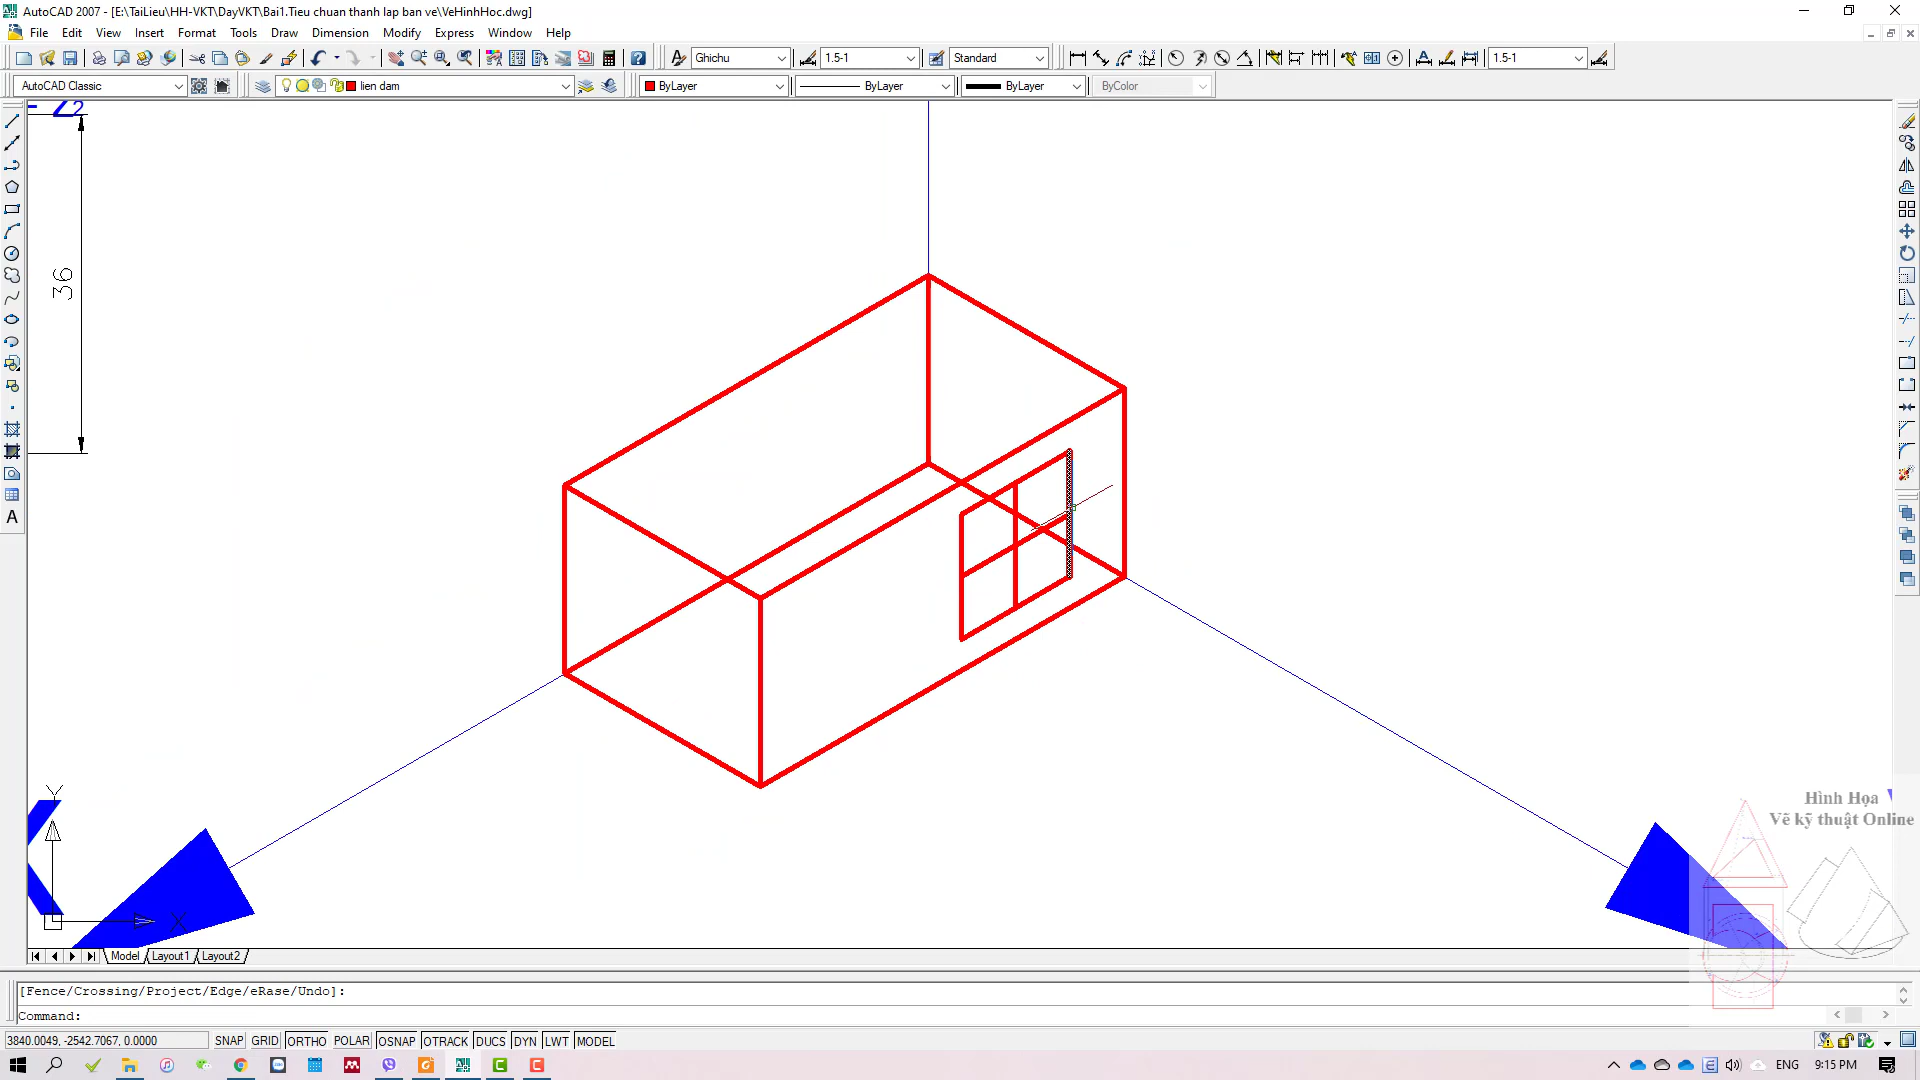 AutoCAD 2007 - [E:\TaiLieu\HH-VKT\DayVKT\Bai1.Tieu chuan thanh lap ban ve\VeHinhHoc.dwg]
File Edit View Insert Format Tools Draw Dimension Modify Express Window Help
Ghichu 1.5-1 Standard 1.5-1
AutoCAD Classic lien dam ByLayer ByLayer ByLayer ByColor
36
Y
X
Hình Họa
Vẽ kỹ thuật Online
A
Model Layout1 Layout2
[Fence/Crossing/Project/Edge/eRase/Undo]:
Command:
3840.0049, -2542.7067, 0.0000 SNAP GRID ORTHO POLAR OSNAP OTRACK DUCS DYN LWT MODEL
ENG 9:15 PM